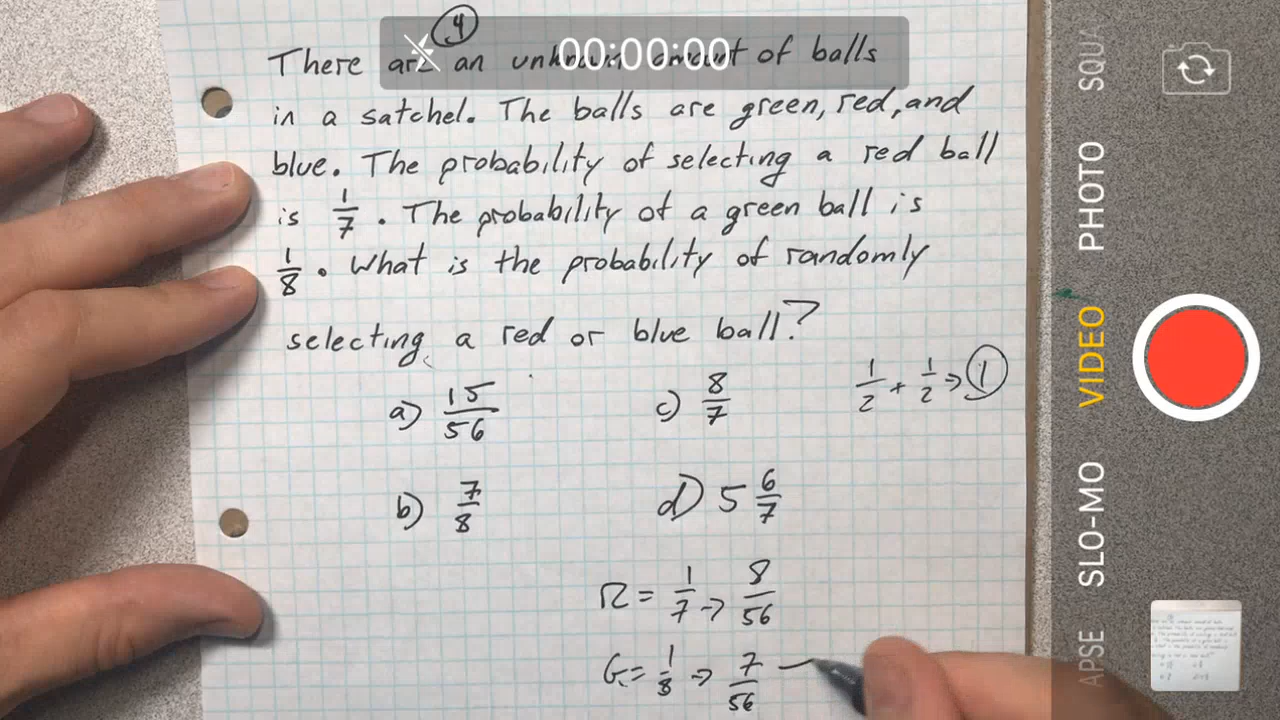 4
00:00:00
There are an unknown amount of balls
in a satchel. The balls are green, red, and
blue. The probability of selecting a red ball
is 1/7. The probability of a green ball is
1/8. What is the probability of randomly
selecting a red or blue ball?
1/2 + 1/2 → 1
a) 15/56
c) 8/7
b) 7/8
d) 5 6/7
R = 1/7 → 8/56
G = 1/8 → 7/56
SQUA
PHOTO
VIDEO
SLO-MO
APSE